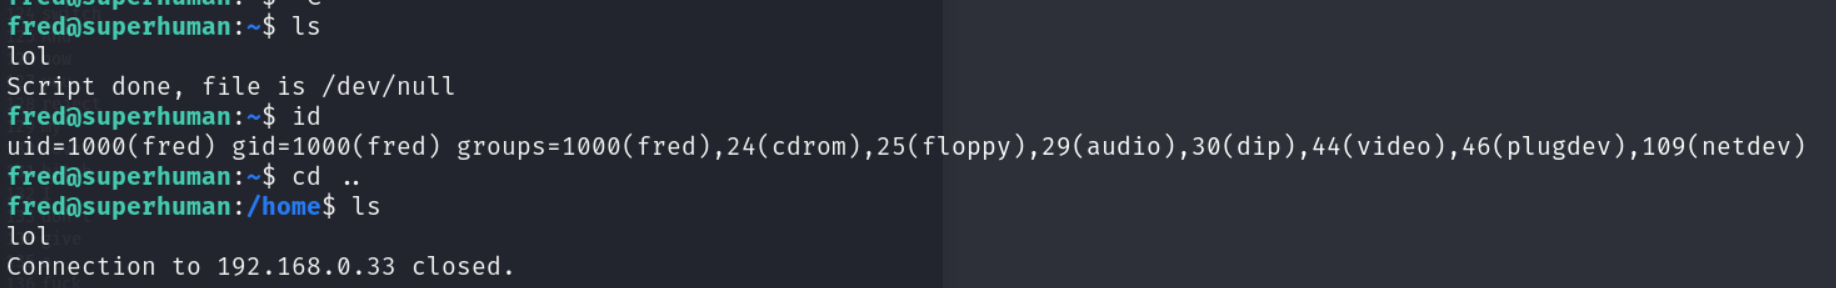 fred@superhuman:~$ ls
lol
Script done, file is /dev/null
fred@superhuman:~$ id
uid=1000(fred) gid=1000(fred) groups=1000(fred),24(cdrom),25(floppy),29(audio),30(dip),44(video),46(plugdev),109(netdev)
fred@superhuman:~$ cd ..
fred@superhuman:/home$ ls
lol
Connection to 192.168.0.33 closed.